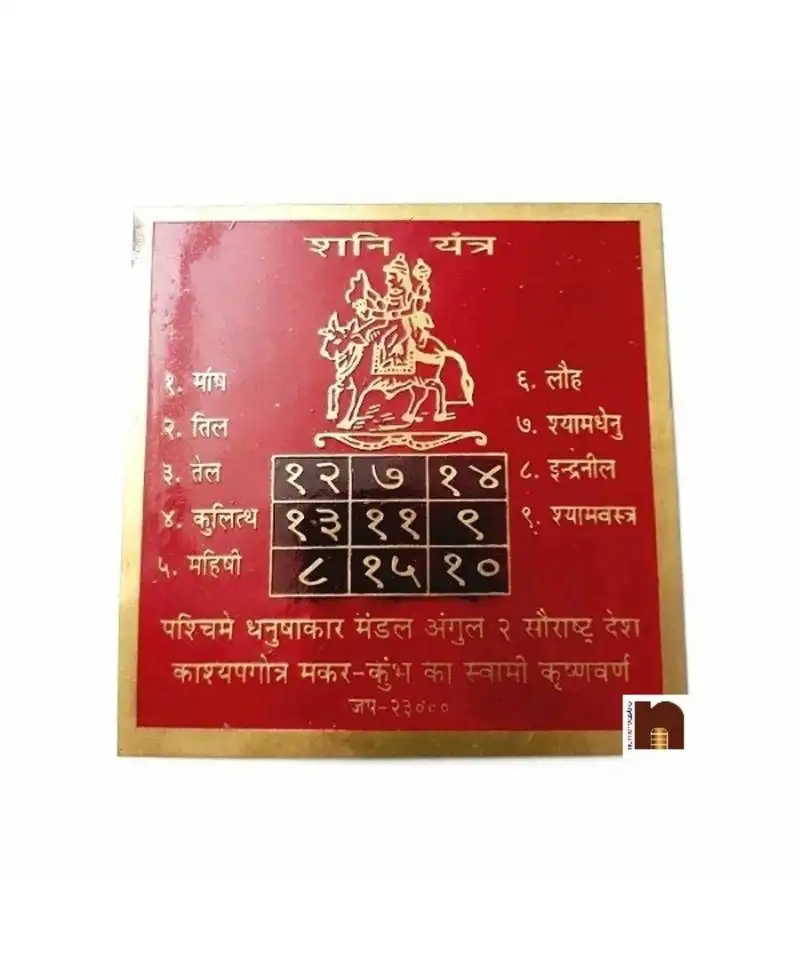 शनि यंत्र
१. मांष
२. तिल
३. तेल
४. कुलित्थ
५. महिषी
६. लौह
७. श्यामधेनु
८. इन्द्रनील
९. श्यामवस्त्र
१२ ७ १४
१३ ११ ९
८ १५ १०
पश्चिमे धनुषाकार मंडल अंगुल २ सौराष्ट्र देश
काश्यपगोत्र मकर-कुंभ का स्वामी कृष्णवर्ण
जप-२३०००
n